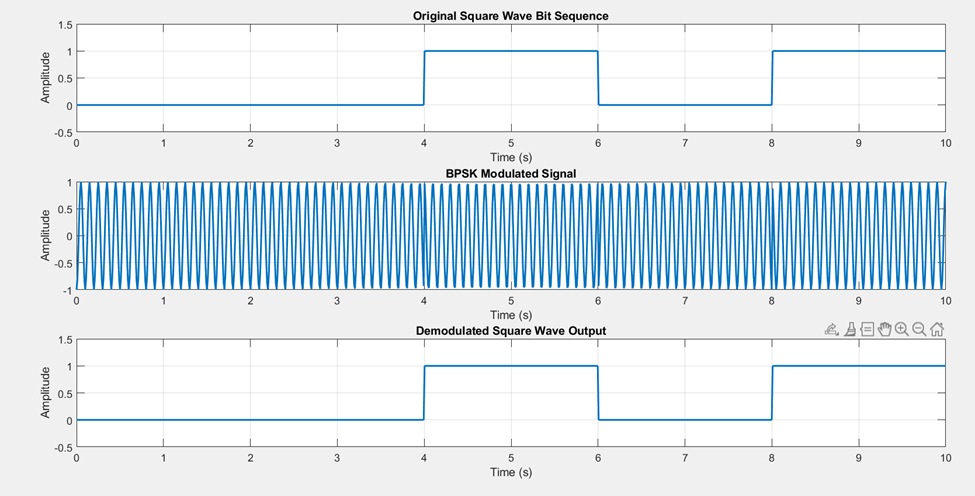 Original Square Wave Bit Sequence
1.5
1
0.5
0
-0.5
Amplitude
0 1 2 3 4 5 6 7 8 9 10
Time (s)
BPSK Modulated Signal
1
0.5
0
-0.5
-1
Amplitude
0 1 2 3 4 5 6 7 8 9 10
Time (s)
Demodulated Square Wave Output
1.5
1
0.5
0
-0.5
Amplitude
0 1 2 3 4 5 6 7 8 9 10
Time (s)